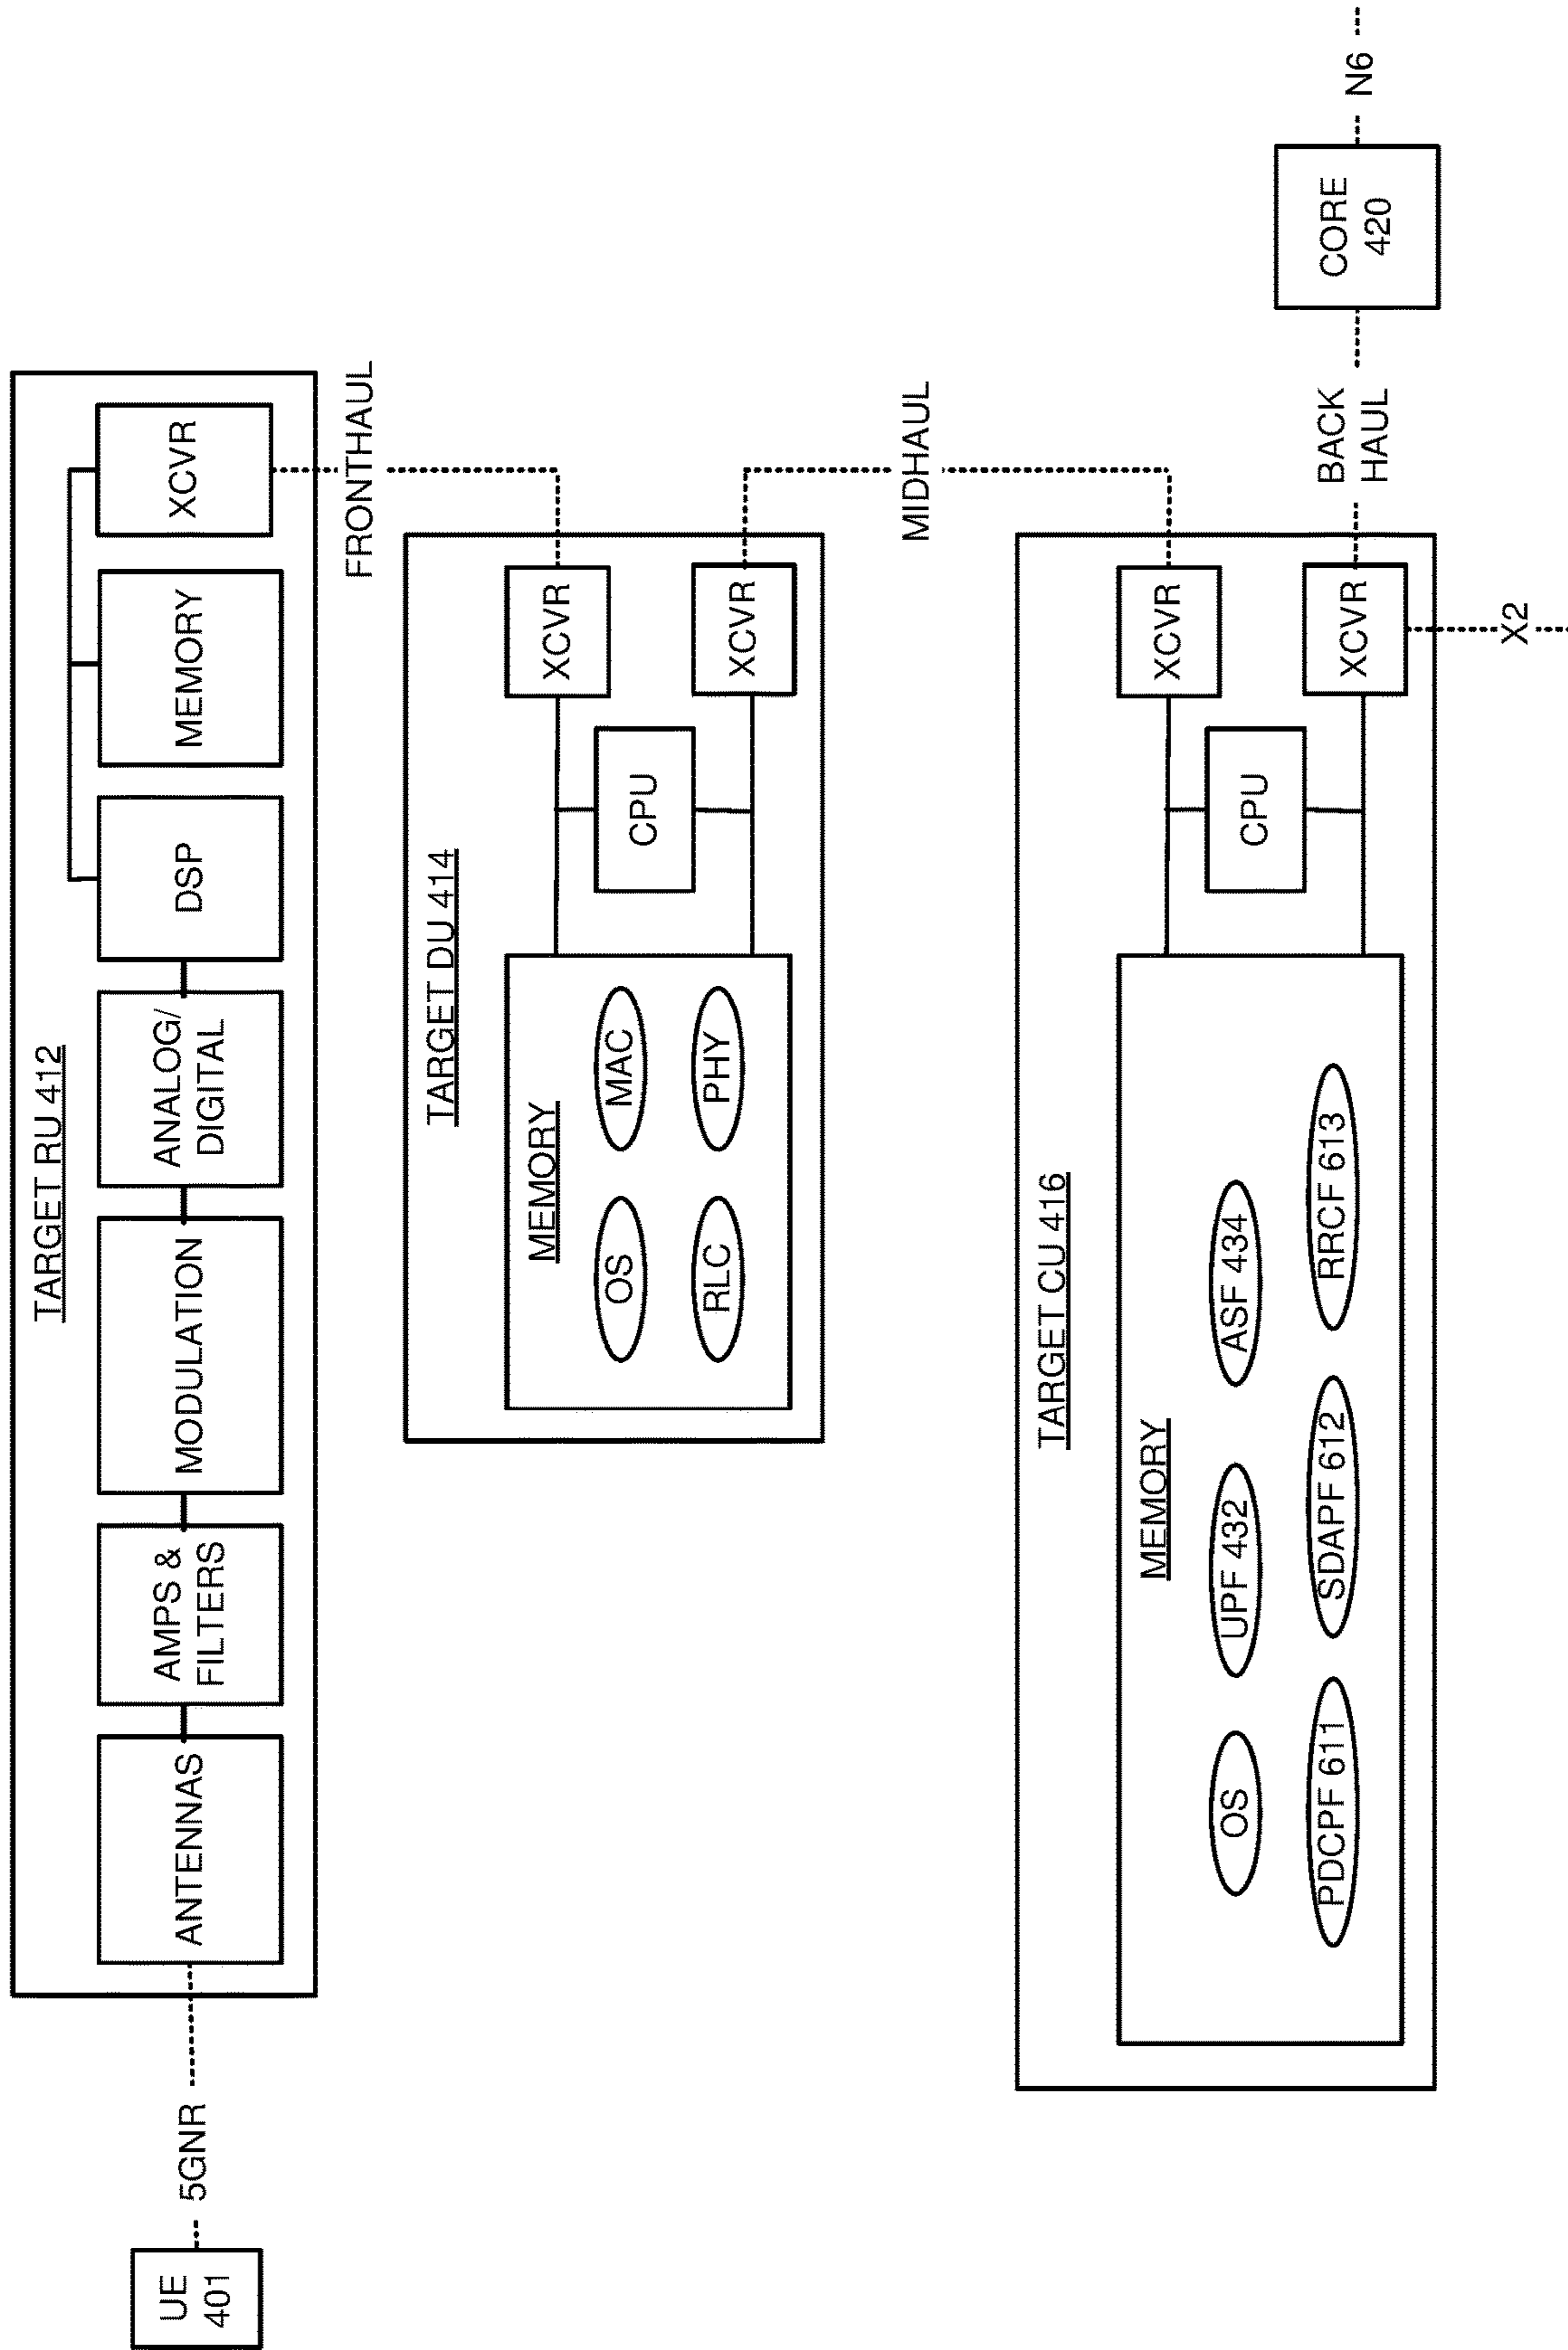 TARGET RU 412
UE
401
5GNR
ANTENNAS
AMPS &
FILTERS
MODULATION
ANALOG/
DIGITAL
DSP
MEMORY
XCVR
FRONTHAUL
TARGET DU 414
MEMORY
OS
MAC
RLC
PHY
CPU
XCVR
XCVR
MIDHAUL
TARGET CU 416
MEMORY
OS
UPF 432
ASF 434
PDCPF 611
SDAPF 612
RRCF 613
CPU
XCVR
XCVR
BACK
HAUL
CORE
420
N6
X2